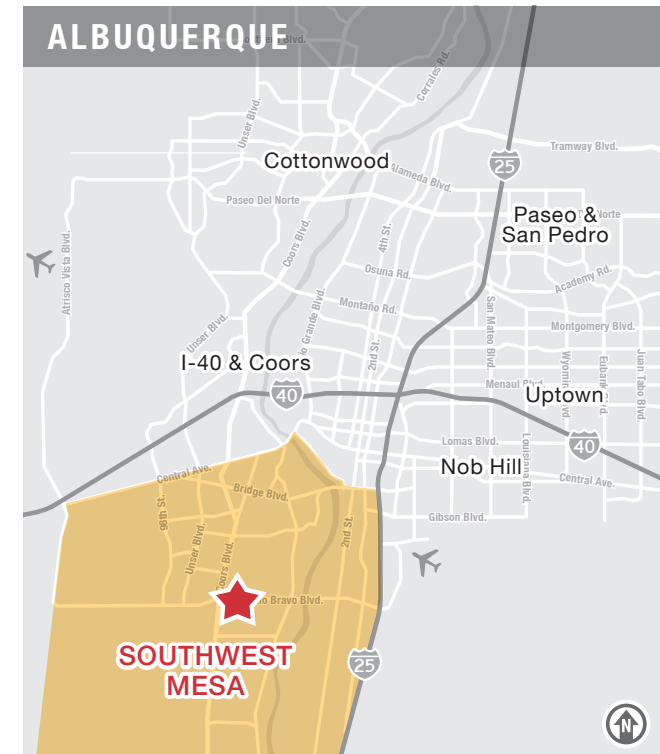 ALBUQUERQUE
Blvd.
Corrales Rd.
Unser Blvd.
Tramway Blvd.
25
Cottonwood
Alameda Blvd.
Paseo Del Norte
Paseo &
San Pedro
Norte
4th St.
Coors Blvd.
Atrisco Vista Blvd.
Osuna Rd.
Academy Rd.
Grande Blvd.
Montaño Rd.
San Mateo Blvd.
Unser Blvd.
Montgomery Blvd.
2nd St.
I-40 & Coors
Juan Tabo Blvd.
Menaul Blvd.
40
Uptown
Lomas Blvd.
40
Nob Hill
Louisiana Blvd.
Central Ave.
Central Ave.
Bridge Blvd.
98th St.
Gibson Blvd.
2nd St.
Unser Blvd.
Coors Blvd.
Bravo Blvd.
SOUTHWEST
MESA
25
N